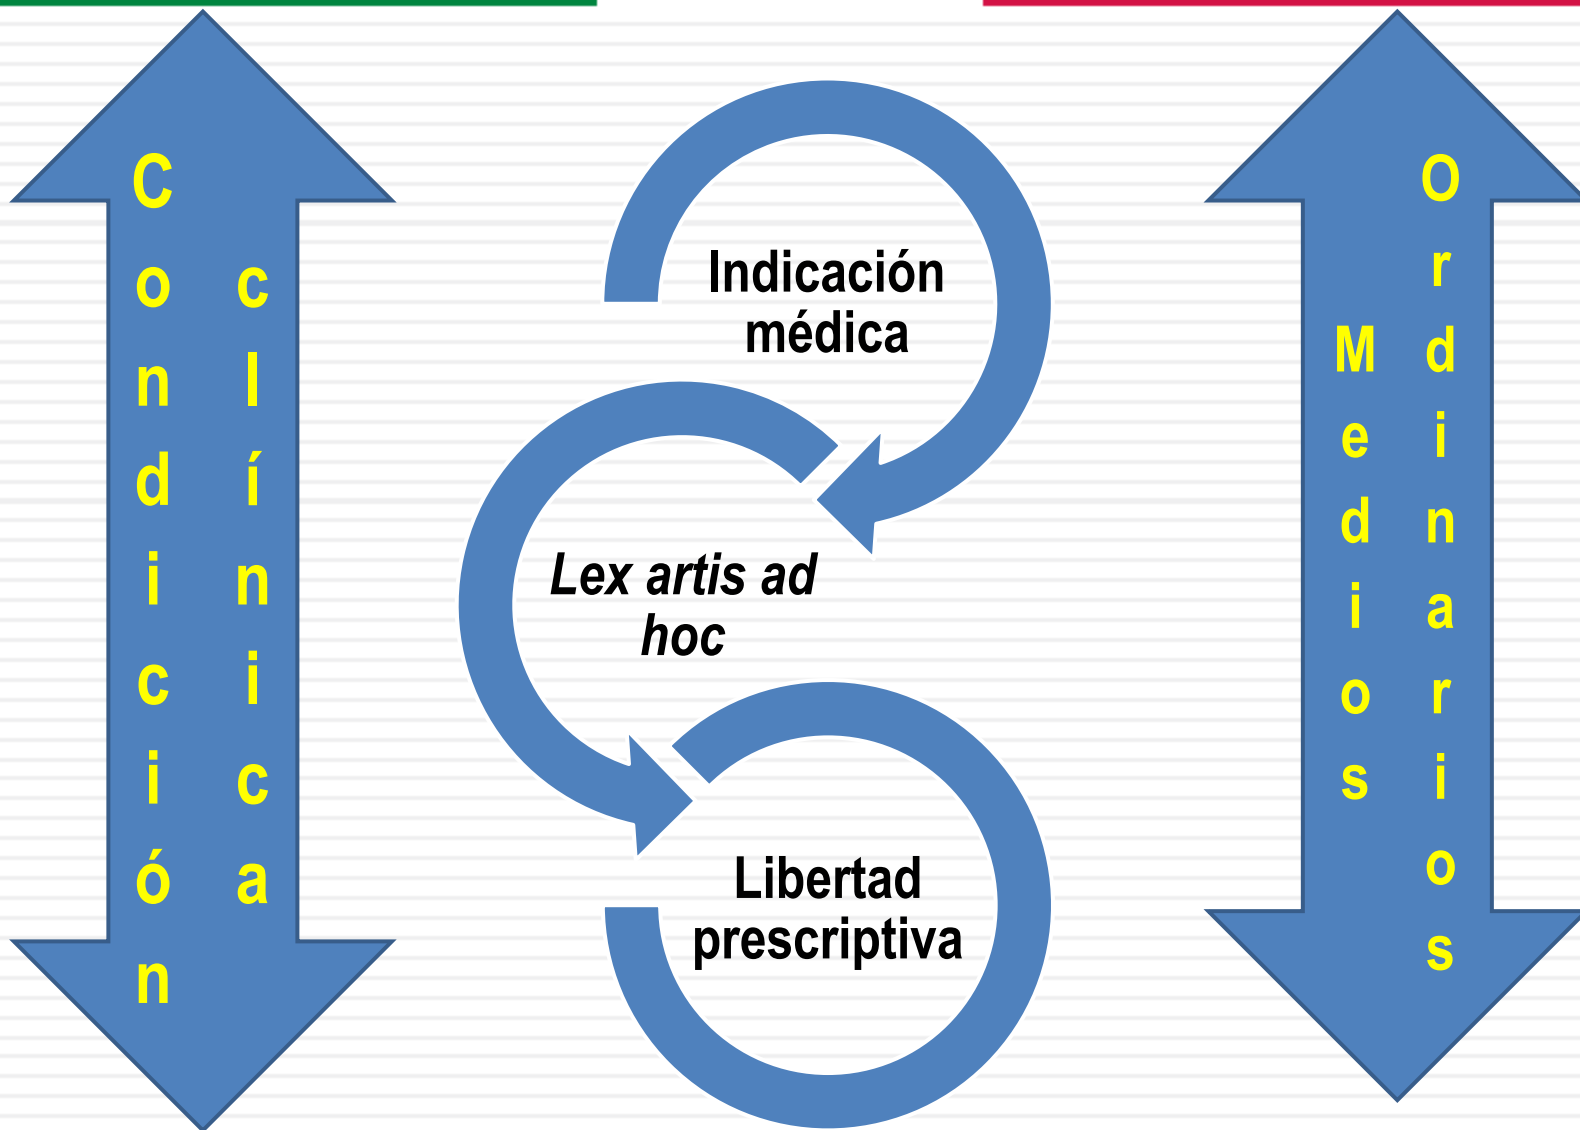 Condición
clínica
Indicación
médica
Lex artis ad
hoc
Libertad
prescriptiva
Medios
Ordinarios